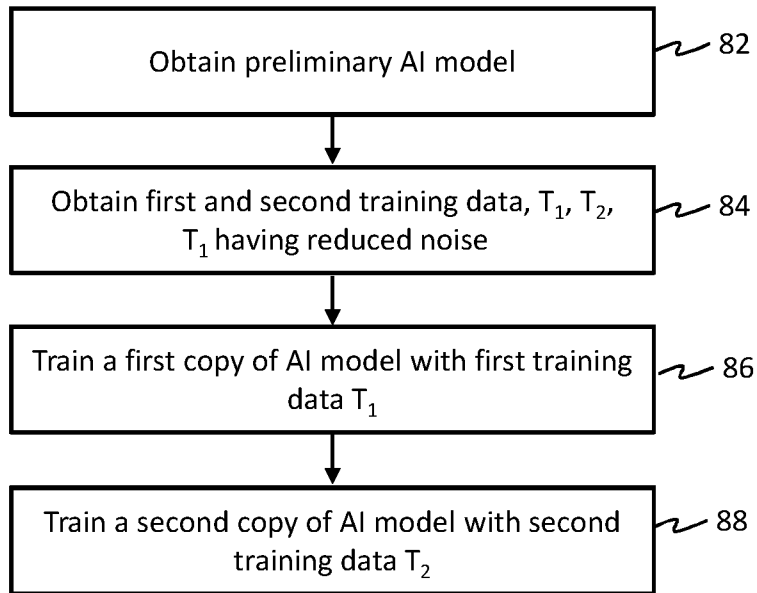 Obtain preliminary AI model
82
Obtain first and second training data, T₁, T₂,
T₁ having reduced noise
84
Train a first copy of AI model with first training
data T₁
86
Train a second copy of AI model with second
training data T₂
88